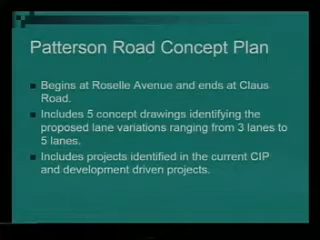 Patterson Road Concept Plan
Begins at Roselle Avenue and ends at Claus
Road.
Includes 5 concept drawings identifying the
proposed lane variations ranging from 3 lanes to
5 lanes.
Includes projects identified in the current CIP
and development driven projects.